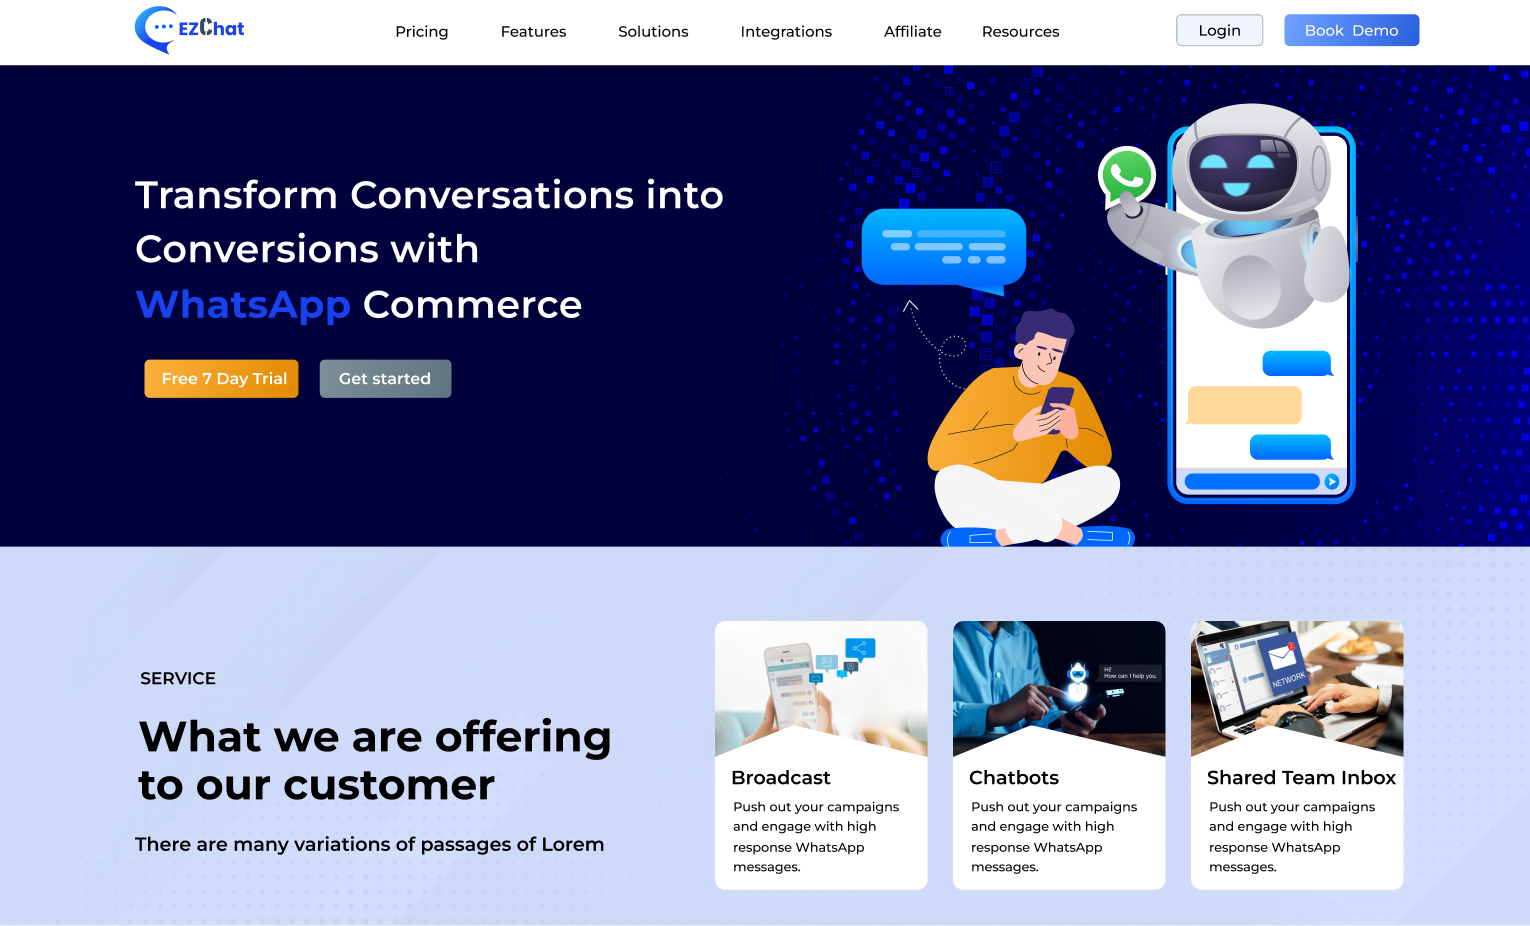 EZChat
Pricing
Features
Solutions
Integrations
Affiliate
Resources
Login
Book Demo
Transform Conversations into
Conversions with
WhatsApp Commerce
Free 7 Day Trial
Get started
SERVICE
What we are offering
to our customer
There are many variations of passages of Lorem
Broadcast
Push out your campaigns
and engage with high
response WhatsApp
messages.
Hi!
How can I help you.
Chatbots
Push out your campaigns
and engage with high
response WhatsApp
messages.
NETWORK
Shared Team Inbox
Push out your campaigns
and engage with high
response WhatsApp
messages.